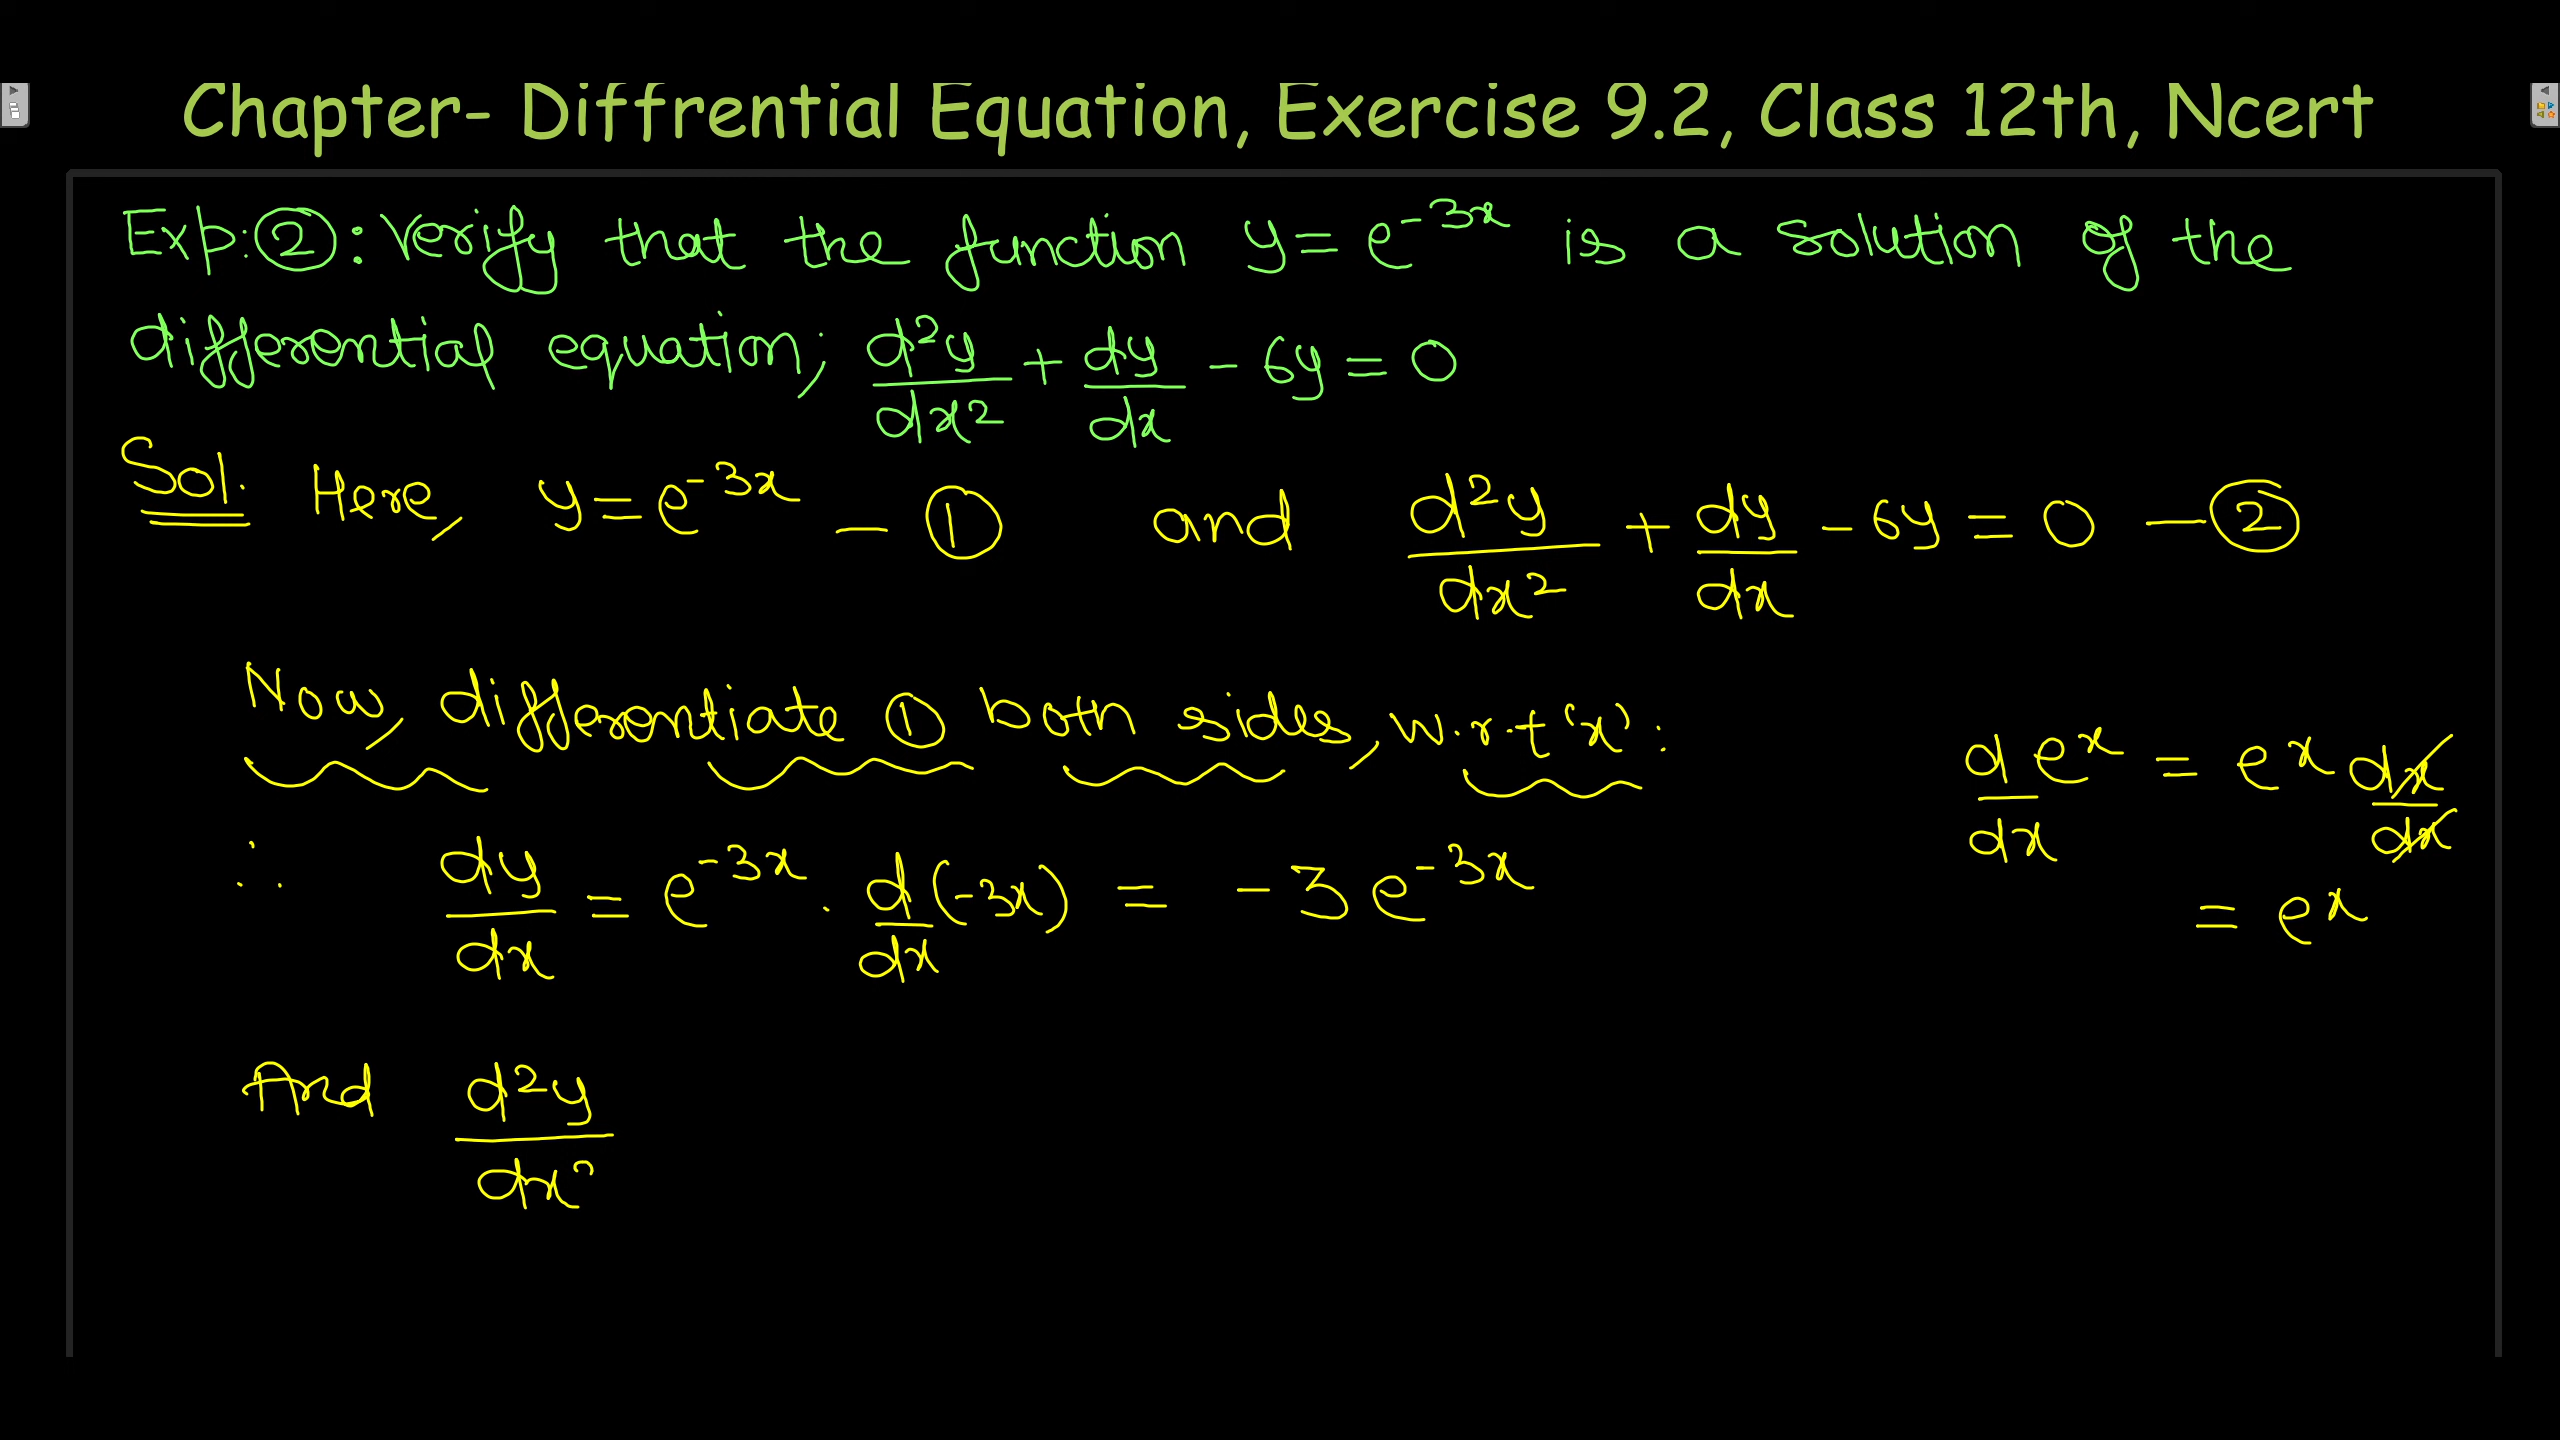 Chapter- Diffrential Equation, Exercise 9.2, Class 12th, Ncert
Exp: ② : Verify that the function y = e^-3x is a solution of the
differential equation; d²y/dx² + dy/dx - 6y = 0
Sol. Here, y = e^-3x - ① and d²y/dx² + dy/dx - 6y = 0 - ②
Now, differentiate ① both sides, w.r.t 'x' :
∴ dy/dx = e^-3x . d/dx (-3x) = -3 e^-3x
And d²y/dx²
d/dx e^x = e^x dx/dx
= e^x